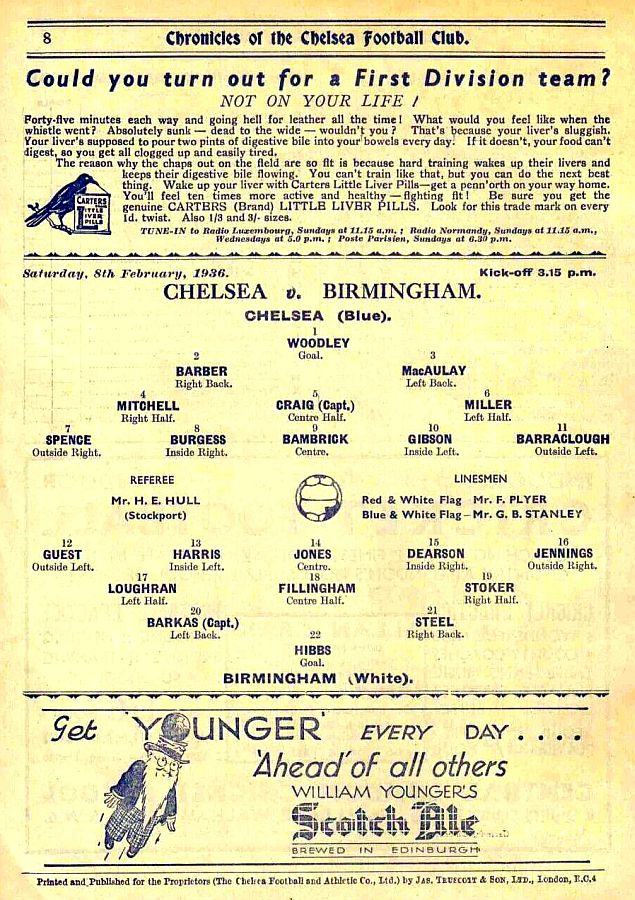 8
Chronicles of the Chelsea Football Club.
Could you turn out for a First Division team?
NOT ON YOUR LIFE !
Forty-five minutes each way and going hell for leather all the time! What would you feel like when the
whistle went? Absolutely sunk — dead to the wide — wouldn't you ? That's because your liver's sluggish.
Your liver's supposed to pour two pints of digestive bile into your bowels every day. If it doesn't, your food can't
digest, so you get all clogged up and easily tired.
The reason why the chaps out on the field are so fit is because hard training wakes up their livers and
keeps their digestive bile flowing. You can't train like that, but you can do the next best
thing. Wake up your liver with Carters Little Liver Pills—get a penn'orth on your way home.
You'll feel ten times more active and healthy — fighting fit! Be sure you get the
genuine CARTERS (Brand) LITTLE LIVER PILLS. Look for this trade mark on every
1d. twist. Also 1/3 and 3/- sizes.
CARTERS
LITTLE
LIVER
PILLS
TUNE-IN to Radio Luxembourg, Sundays at 11.15 a.m. ; Radio Normandy, Sundays at 11.15 a.m.,
Wednesdays at 5.0 p.m. ; Poste Parisien, Sundays at 6.30 p.m.
Saturday, 8th February, 1936. Kick-off 3.15 p.m.
CHELSEA v. BIRMINGHAM.
CHELSEA (Blue).
1
WOODLEY
Goal.
2 3
BARBER MacAULAY
Right Back. Left Back.
4 5 6
MITCHELL CRAIG (Capt.) MILLER
Right Half. Centre Half. Left Half.
7 8 9 10 11
SPENCE BURGESS BAMBRICK GIBSON BARRACLOUGH
Outside Right. Inside Right. Centre. Inside Left. Outside Left.
REFEREE LINESMEN
Mr. H. E. HULL Red & White Flag Mr. F. PLYER
(Stockport) Blue & White Flag – Mr. G. B. STANLEY
12 13 14 15 16
GUEST HARRIS JONES DEARSON JENNINGS
Outside Left. Inside Left. Centre. Inside Right. Outside Right.
17 18 19
LOUGHRAN FILLINGHAM STOKER
Left Half. Centre Half. Right Half.
20 21
BARKAS (Capt.) STEEL
Left Back. Right Back.
22
HIBBS
Goal.
BIRMINGHAM (White).
Get 'YOUNGER' EVERY DAY . . . .
'Ahead' of all others
WILLIAM YOUNGER'S
Scotch Ale
BREWED IN EDINBURGH
Printed and Published for the Proprietors (The Chelsea Football and Athletic Co., Ltd.) by JAS. TRUSCOTT & SON, LTD., London, E.C.4